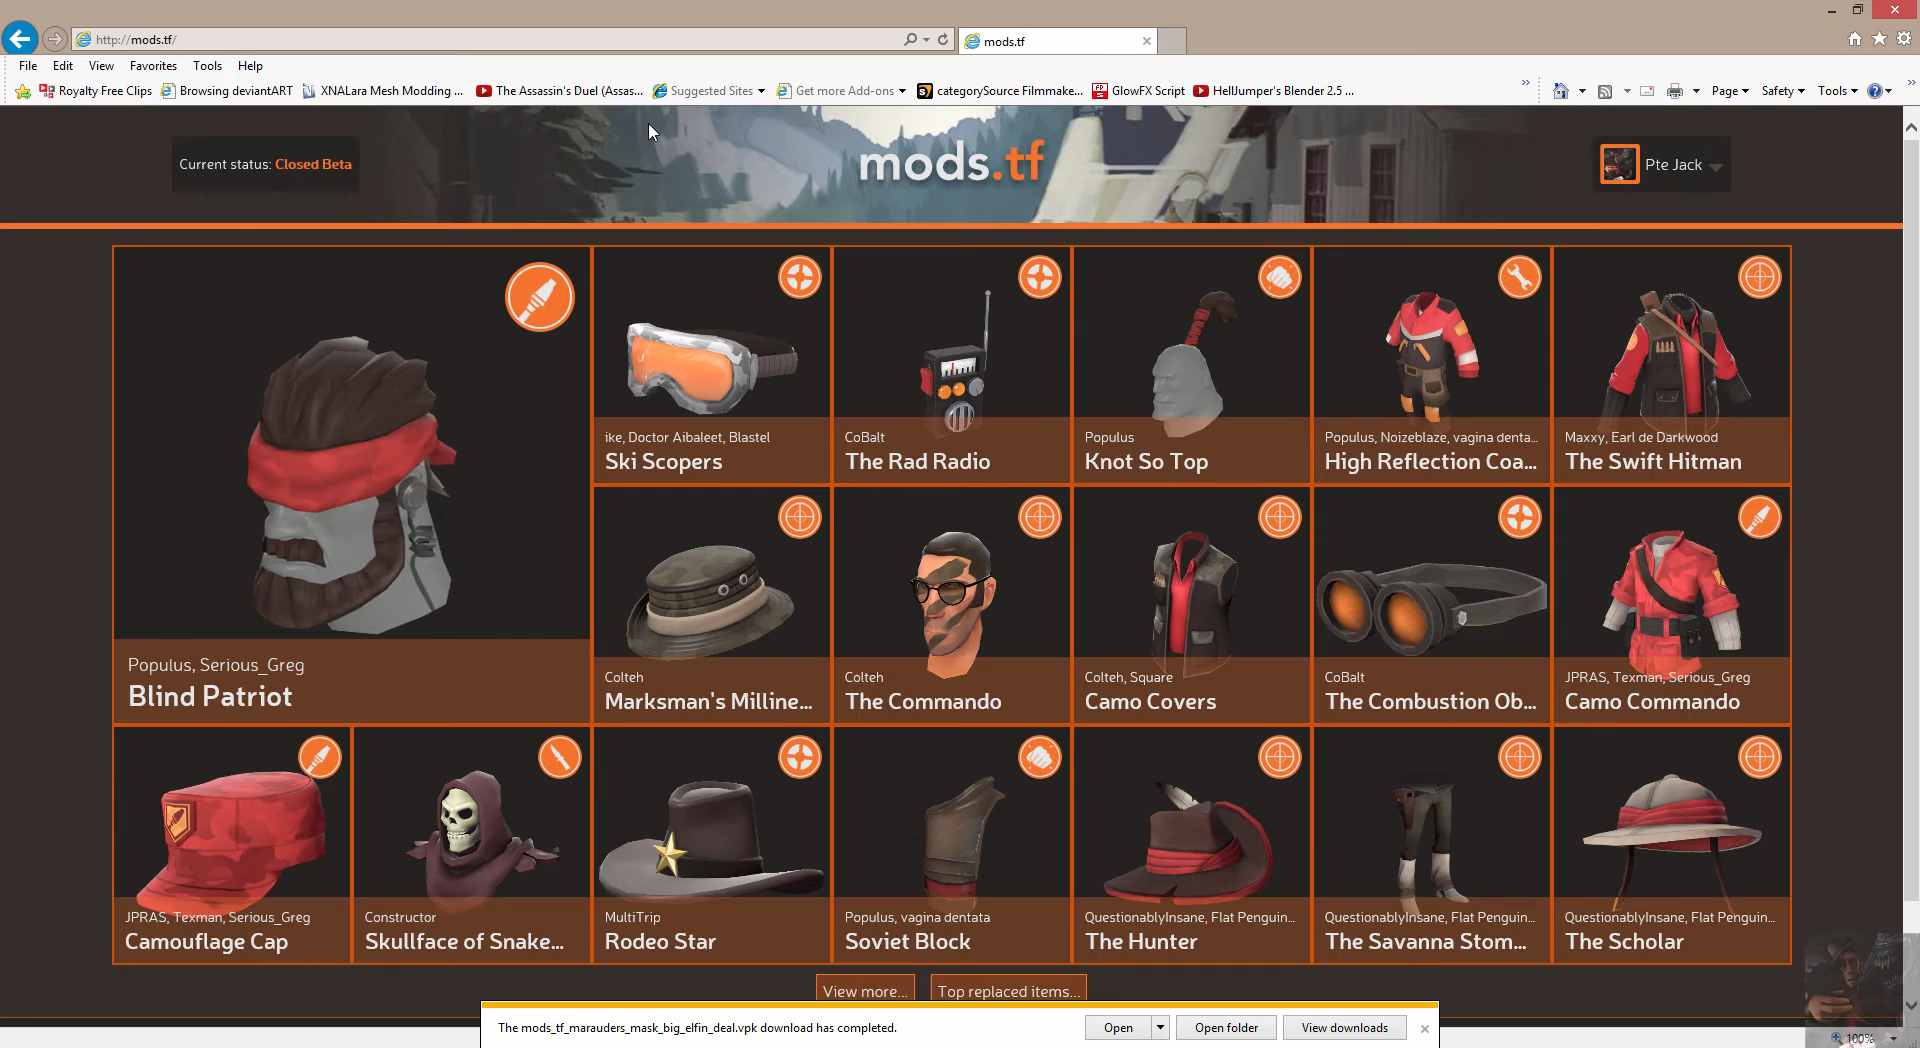 http://mods.tf/
mods.tf
File Edit View Favorites Tools Help
Royalty Free Clips Browsing deviantART XNALara Mesh Modding ... The Assassin's Duel (Assas... Suggested Sites Get more Add-ons categorySource Filmmake... GlowFX Script HellJumper's Blender 2.5 ... Page Safety Tools
Current status: Closed Beta
mods.tf
Pte Jack
ike, Doctor Aibaleet, Blastel
Ski Scopers
CoBalt
The Rad Radio
Populus
Knot So Top
Populus, Noizeblaze, vagina denta...
High Reflection Coa...
Maxxy, Earl de Darkwood
The Swift Hitman
Populus, Serious_Greg
Blind Patriot
Colteh
Marksman's Milline...
Colteh
The Commando
Colteh, Square
Camo Covers
CoBalt
The Combustion Ob...
JPRAS, Texman, Serious_Greg
Camo Commando
JPRAS, Texman, Serious_Greg
Camouflage Cap
Constructor
Skullface of Snake...
MultiTrip
Rodeo Star
Populus, vagina dentata
Soviet Block
QuestionablyInsane, Flat Penguin...
The Hunter
QuestionablyInsane, Flat Penguin...
The Savanna Stom...
QuestionablyInsane, Flat Penguin...
The Scholar
View more...
Top replaced items...
The mods_tf_marauders_mask_big_elfin_deal.vpk download has completed.
Open
Open folder
View downloads
100%